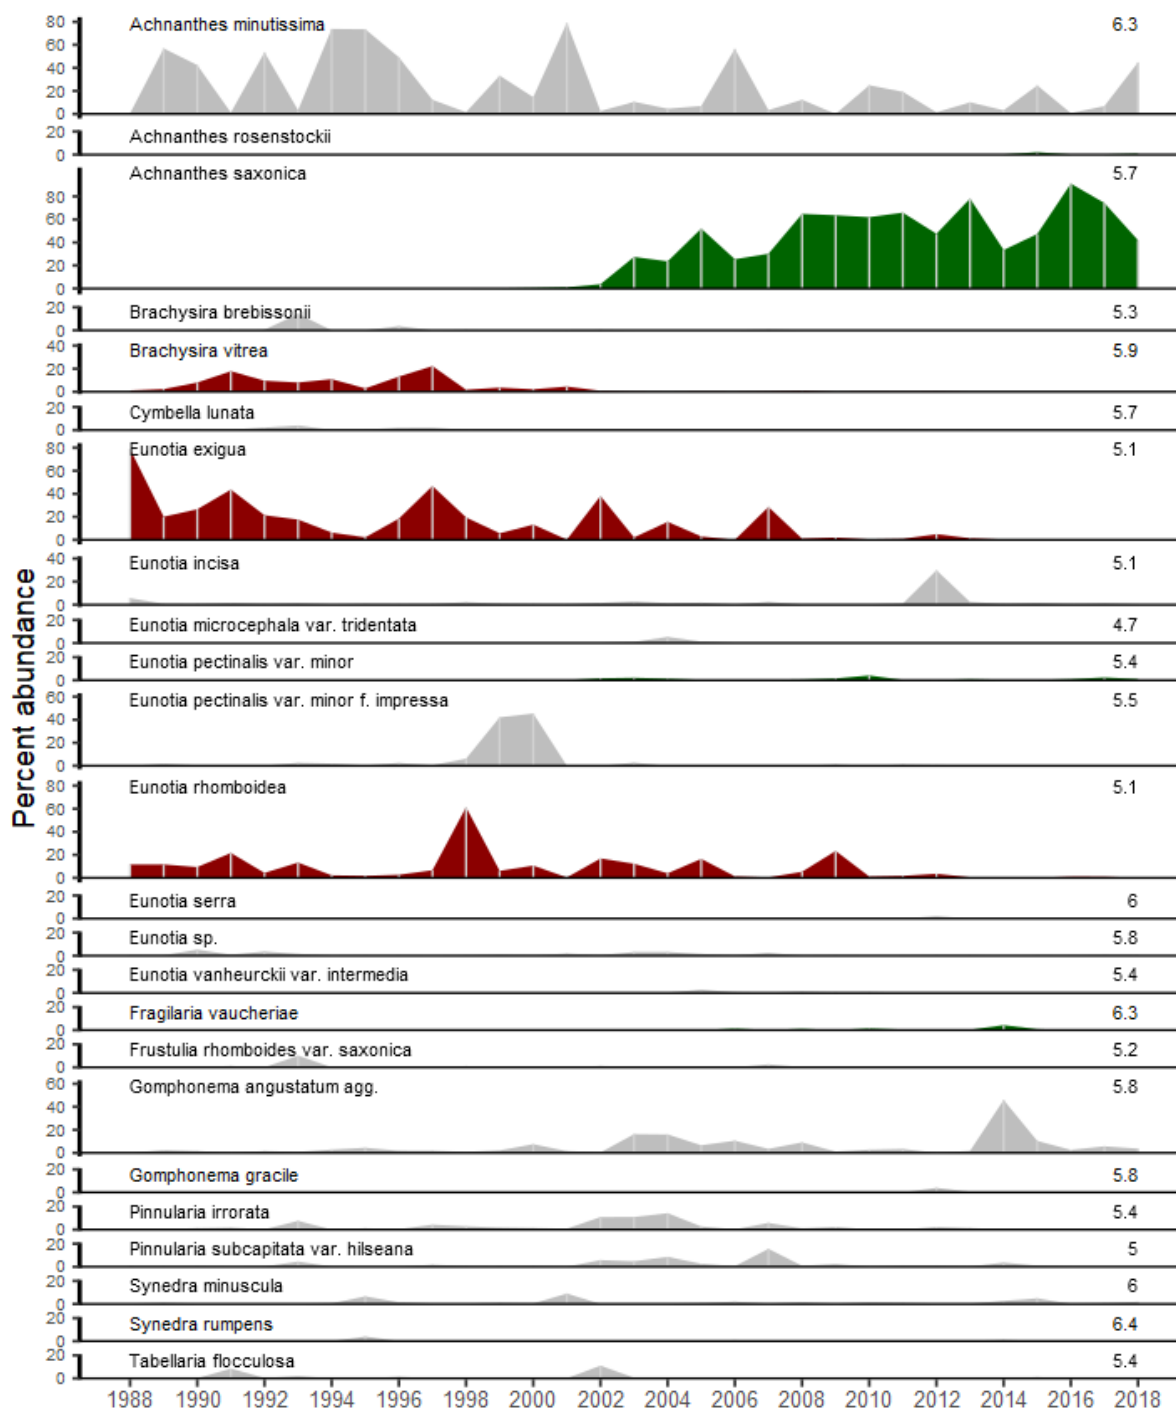 80 Achnanthes minutissima 6.3
60
40
20
0
20 Achnanthes rosenstockii
0
Achnanthes saxonica 5.7
80
60
40
20
0
20 Brachysira brebissonii 5.3
0
40 Brachysira vitrea 5.9
20
0
20 Cymbella lunata 5.7
0
80 Eunotia exigua 5.1
60
40
20
0
40 Eunotia incisa 5.1
20
0
20 Eunotia microcephala var. tridentata 4.7
0
20 Eunotia pectinalis var. minor 5.4
0
60 Eunotia pectinalis var. minor f. impressa 5.5
40
20
0
80 Eunotia rhomboidea 5.1
60
40
20
0
20 Eunotia serra 6
0
20 Eunotia sp. 5.8
0
20 Eunotia vanheurckii var. intermedia 5.4
0
20 Fragilaria vaucheriae 6.3
0
20 Frustulia rhomboides var. saxonica 5.2
0
60 Gomphonema angustatum agg. 5.8
40
20
0
20 Gomphonema gracile 5.8
0
20 Pinnularia irrorata 5.4
0
20 Pinnularia subcapitata var. hilseana 5
0
20 Synedra minuscula 6
0
20 Synedra rumpens 6.4
0
20 Tabellaria flocculosa 5.4
0
1988 1990 1992 1994 1996 1998 2000 2002 2004 2006 2008 2010 2012 2014 2016 2018
Percent abundance